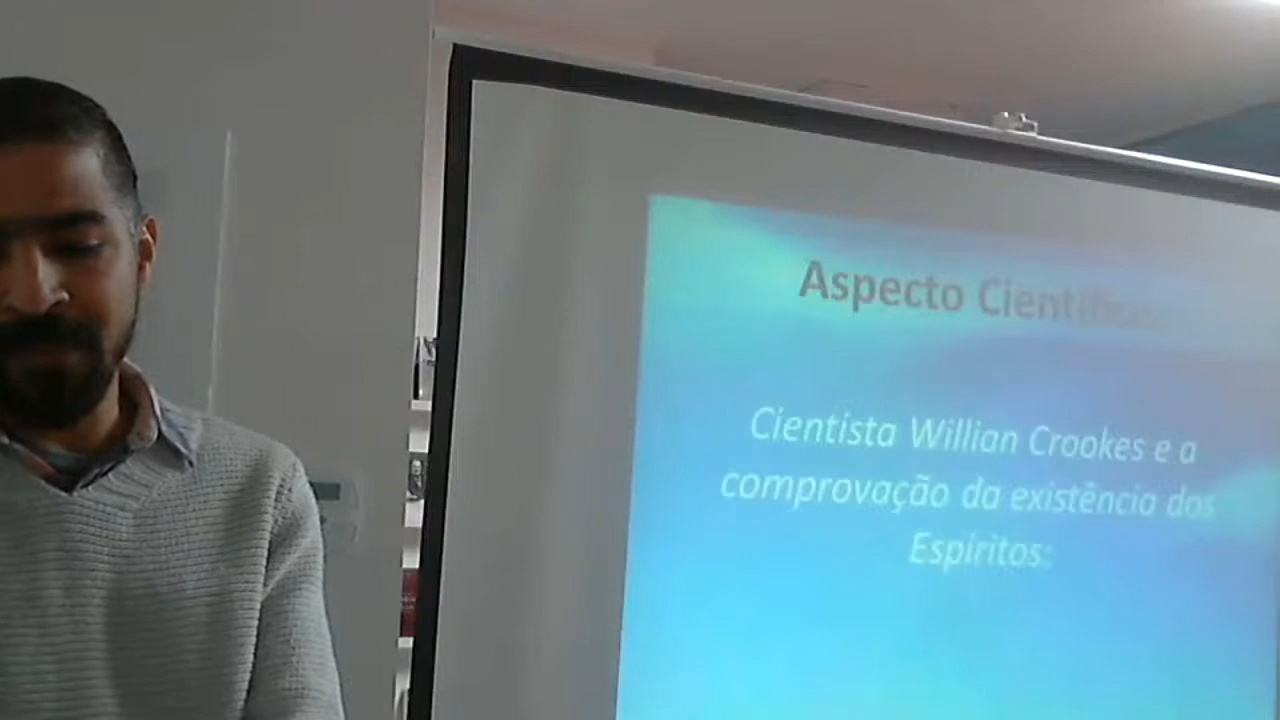 Aspecto Científico
Cientista Willian Crookes e a
comprovação da existência dos
Espíritos: